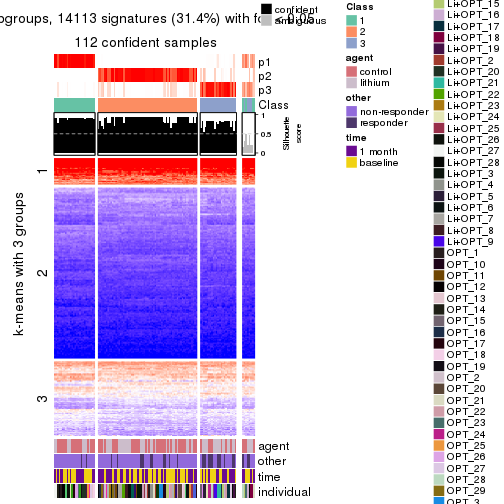 ogroups, 14113 signatures (31.4%) with fdr < 0.05
112 confident samples
confident
ambiguous
p1
p2
p3
Class
1
0.5
0
Silhouette
score
k-means with 3 groups
1
2
3
agent
other
time
individual
Class
1
2
3
agent
control
lithium
other
non-responder
responder
time
1 month
baseline
Li+OPT_15
Li+OPT_16
Li+OPT_17
Li+OPT_18
Li+OPT_19
Li+OPT_2
Li+OPT_20
Li+OPT_21
Li+OPT_22
Li+OPT_23
Li+OPT_24
Li+OPT_25
Li+OPT_26
Li+OPT_27
Li+OPT_28
Li+OPT_3
Li+OPT_4
Li+OPT_5
Li+OPT_6
Li+OPT_7
Li+OPT_8
Li+OPT_9
OPT_1
OPT_10
OPT_11
OPT_12
OPT_13
OPT_14
OPT_15
OPT_16
OPT_17
OPT_18
OPT_19
OPT_2
OPT_20
OPT_21
OPT_22
OPT_23
OPT_24
OPT_25
OPT_26
OPT_27
OPT_28
OPT_29